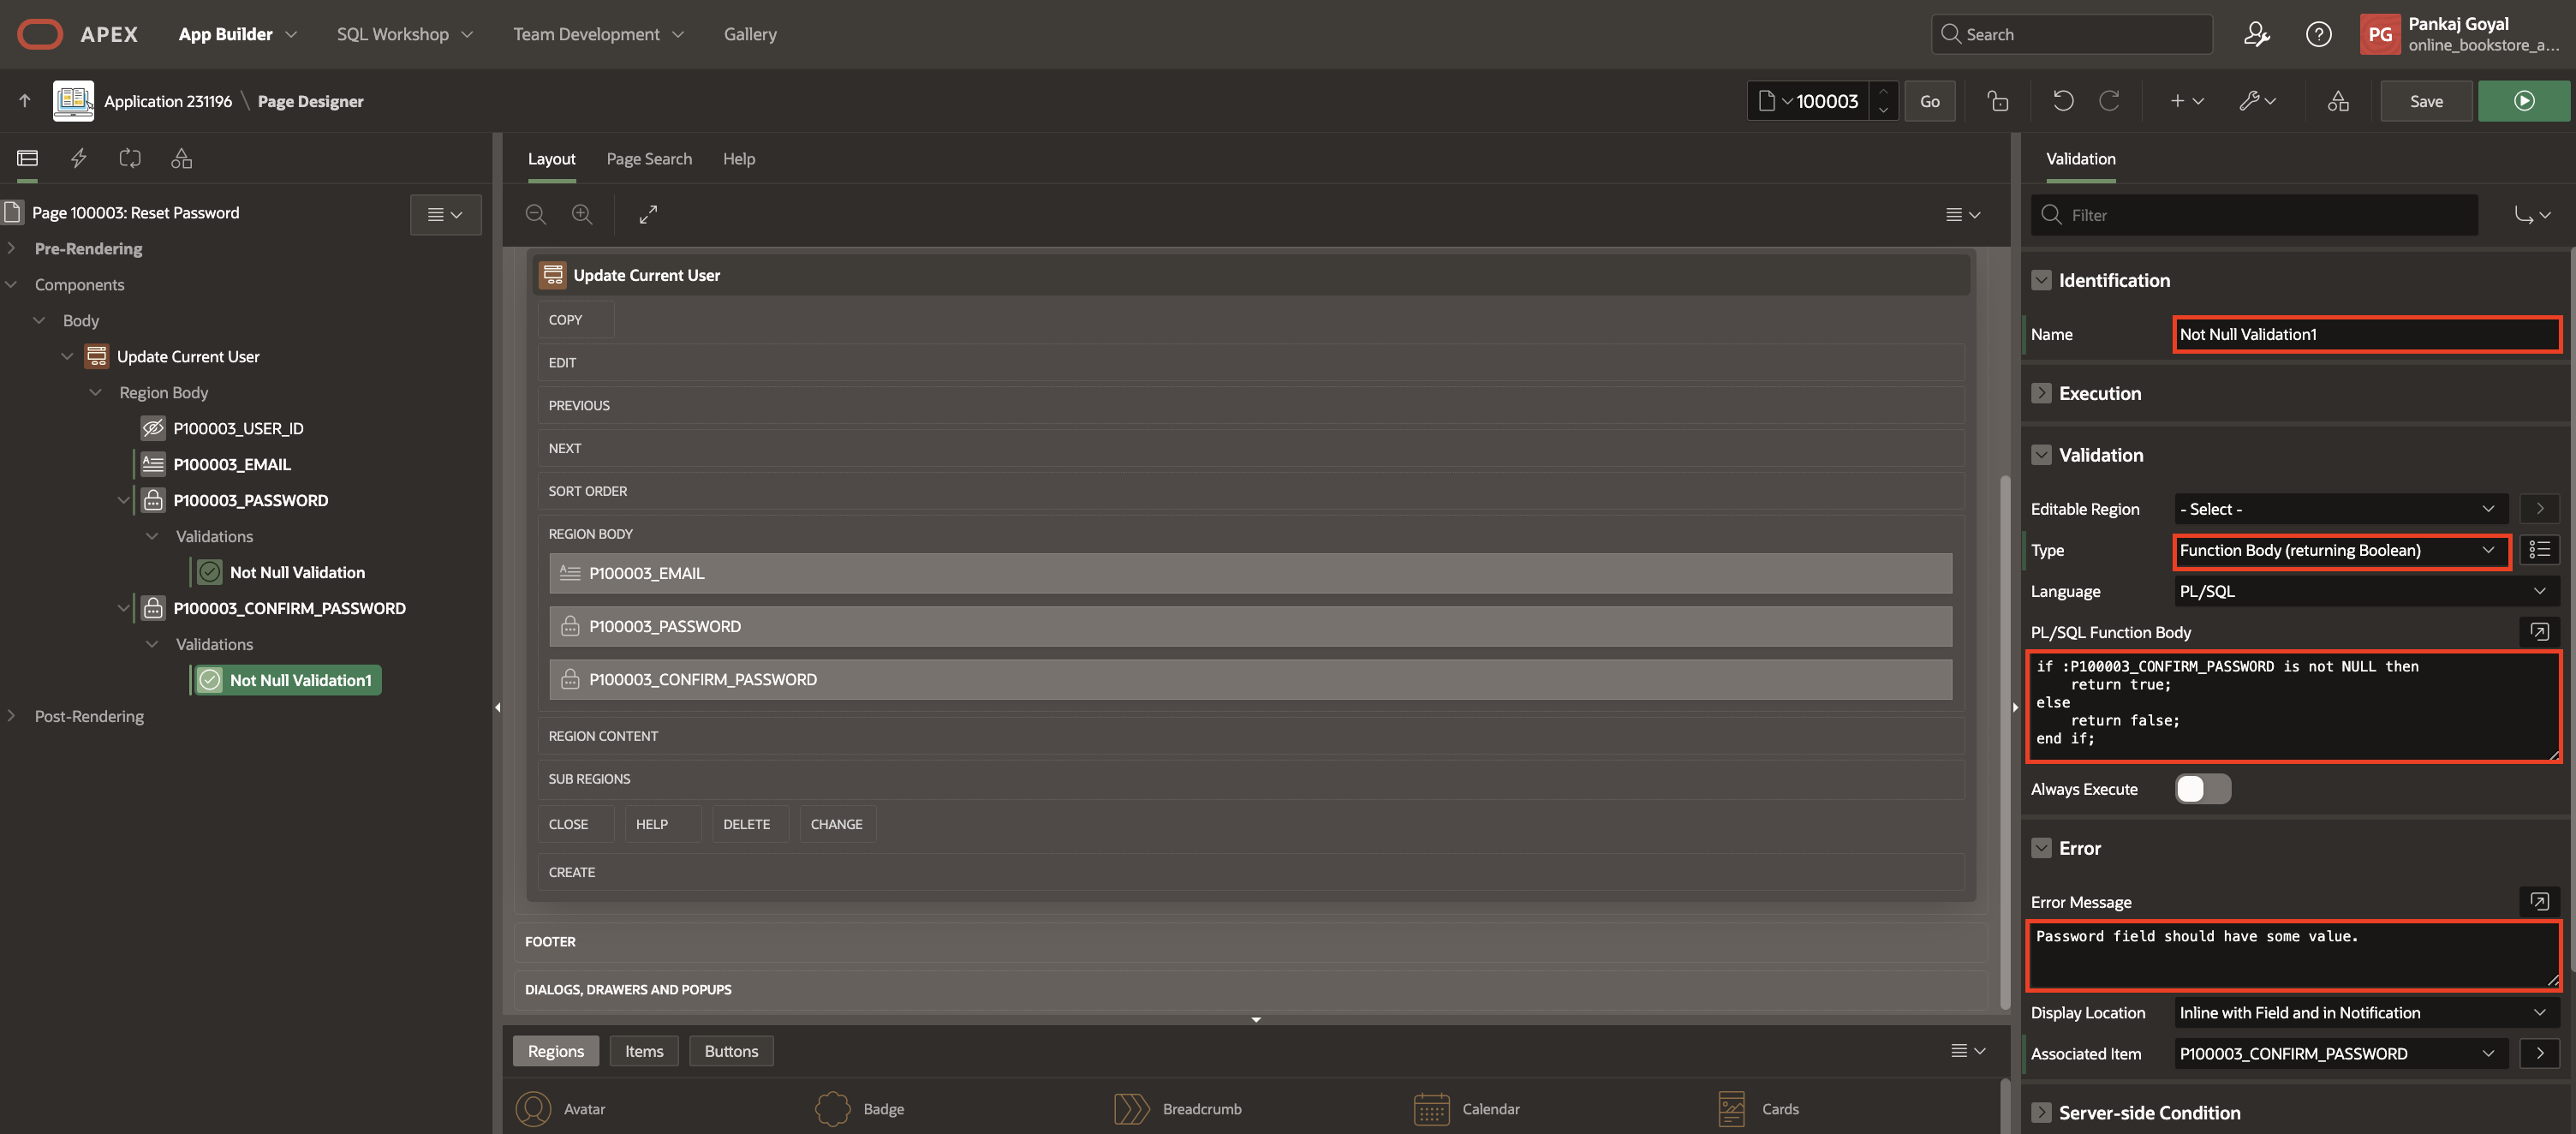 APEX App Builder SQL Workshop Team Development Gallery Search PG Pankaj Goyal
online_bookstore_a...
Application 231196 \ Page Designer 100003 Go Save
Layout Page Search Help
Validation
Page 100003: Reset Password
Filter
Pre-Rendering
Components
Body
Update Current User
Region Body
P100003_USER_ID
P100003_EMAIL
P100003_PASSWORD
Validations
Not Null Validation
P100003_CONFIRM_PASSWORD
Validations
Not Null Validation1
Post-Rendering
Update Current User
COPY
EDIT
PREVIOUS
NEXT
SORT ORDER
REGION BODY
P100003_EMAIL
P100003_PASSWORD
P100003_CONFIRM_PASSWORD
REGION CONTENT
SUB REGIONS
CLOSE HELP DELETE CHANGE
CREATE
FOOTER
DIALOGS, DRAWERS AND POPUPS
Regions Items Buttons
Avatar Badge Breadcrumb Calendar Cards
Identification
Name Not Null Validation1
Execution
Validation
Editable Region - Select -
Type Function Body (returning Boolean)
Language PL/SQL
PL/SQL Function Body
if :P100003_CONFIRM_PASSWORD is not NULL then
return true;
else
return false;
end if;
Always Execute
Error
Error Message
Password field should have some value.
Display Location Inline with Field and in Notification
Associated Item P100003_CONFIRM_PASSWORD
Server-side Condition